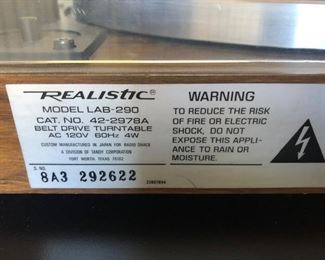 REALISTIC®
MODEL LAB-290
CAT. NO. 42-2978A
BELT DRIVE TURNTABLE
AC 120V 60Hz 4W
CUSTOM MANUFACTURED IN JAPAN FOR RADIO SHACK
A DIVISION OF TANDY CORPORATION
FORT WORTH, TEXAS 76102
S. NO.
8A3 292622
WARNING
TO REDUCE THE RISK
OF FIRE OR ELECTRIC
SHOCK, DO NOT
EXPOSE THIS APPLI-
ANCE TO RAIN OR
MOISTURE.